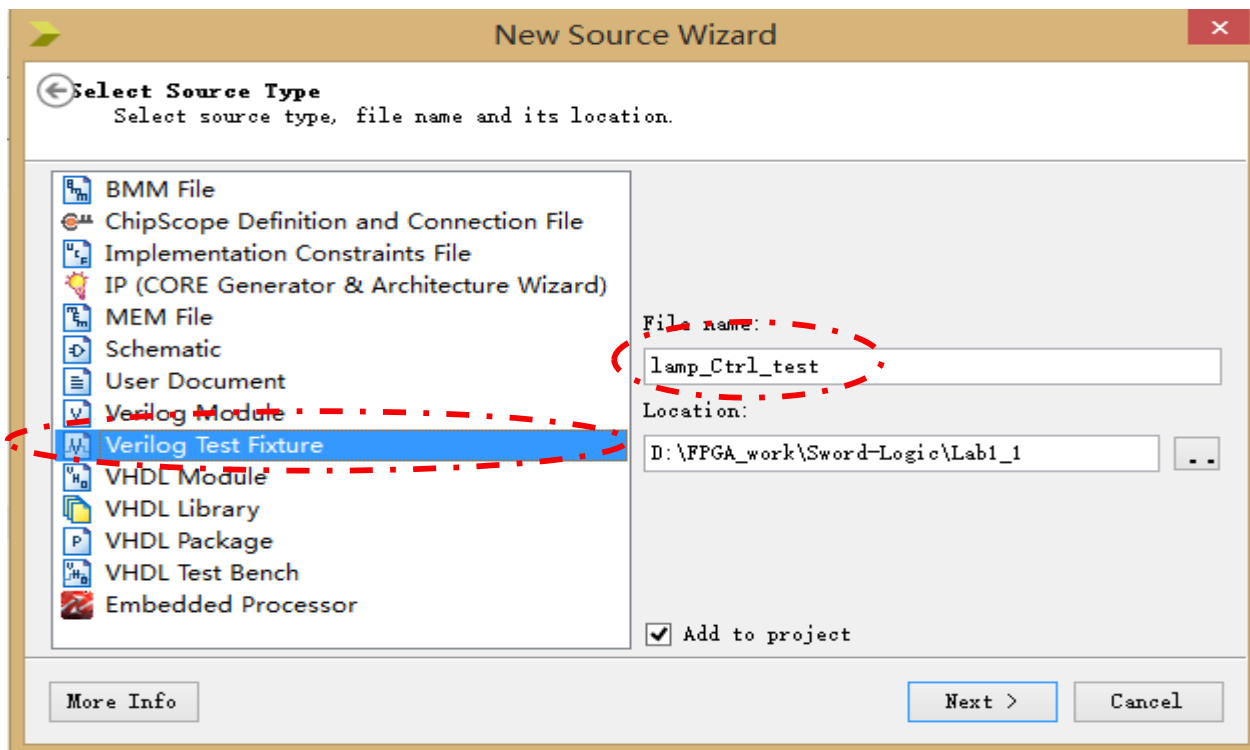 New Source Wizard
Select Source Type
Select source type, file name and its location.
BMM File
ChipScope Definition and Connection File
Implementation Constraints File
IP (CORE Generator & Architecture Wizard)
MEM File
Schematic
User Document
Verilog Module
Verilog Test Fixture
VHDL Module
VHDL Library
VHDL Package
VHDL Test Bench
Embedded Processor
File name:
lamp_Ctrl_test
Location:
D:\FPGA_work\Sword-Logic\Lab1_1
..
Add to project
More Info
Next >
Cancel